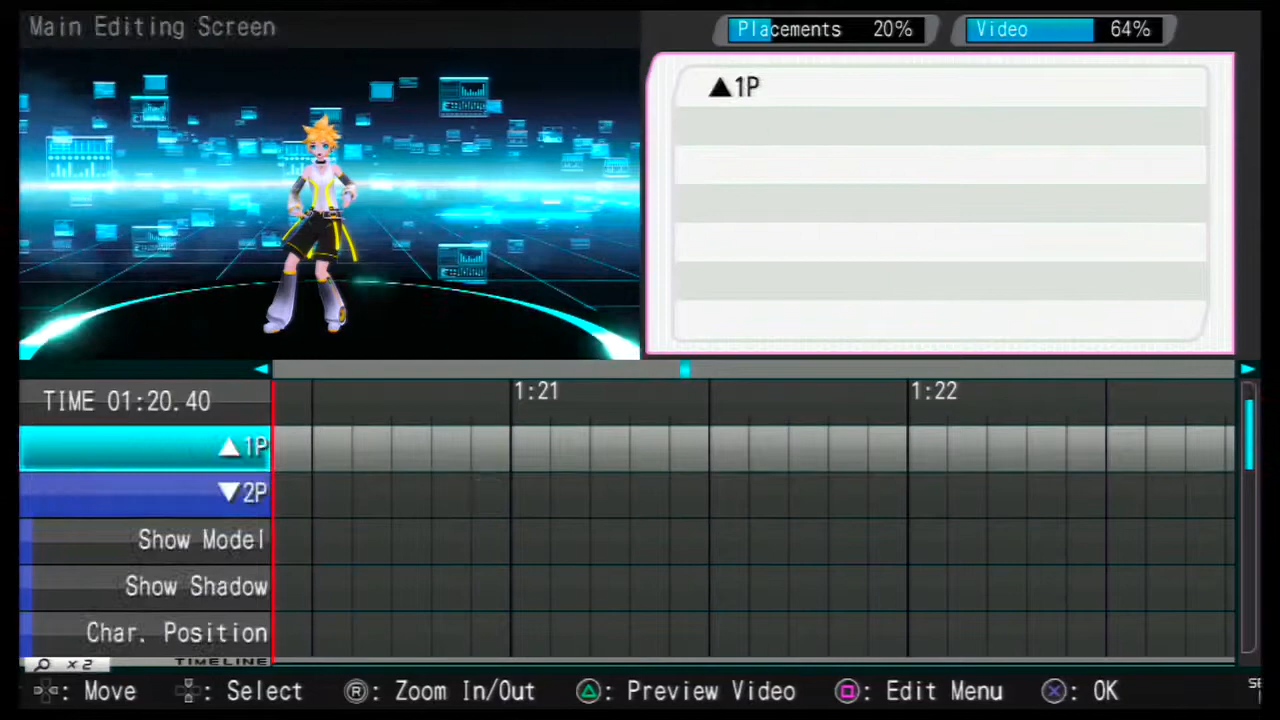 Main Editing Screen
Placements 20% Video 64%
▲1P
1:21 1:22
TIME 01:20.40
▲1P
▼2P
Show Model
Show Shadow
Char. Position
×2 TIMELINE
: Move : Select Ⓡ: Zoom In/Out : Preview Video : Edit Menu : OK